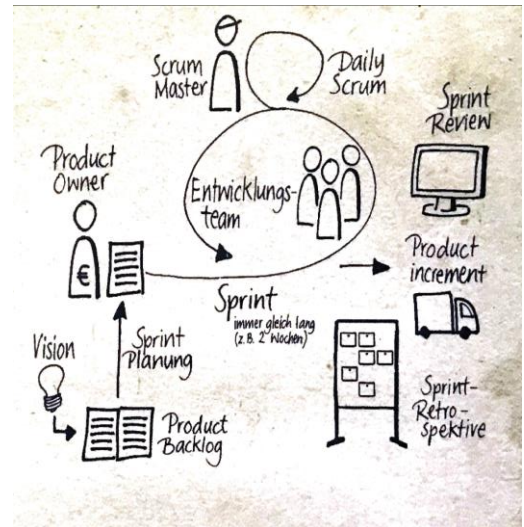 Scrum
Master
Daily
Scrum
Sprint
Review
Product
Owner
€
Entwicklungs-
team
Product
increment
Sprint
immer gleich lang
(z.B. 2 Wochen)
Vision
Sprint
Planung
Product
Backlog
Sprint-
Retro-
spektive